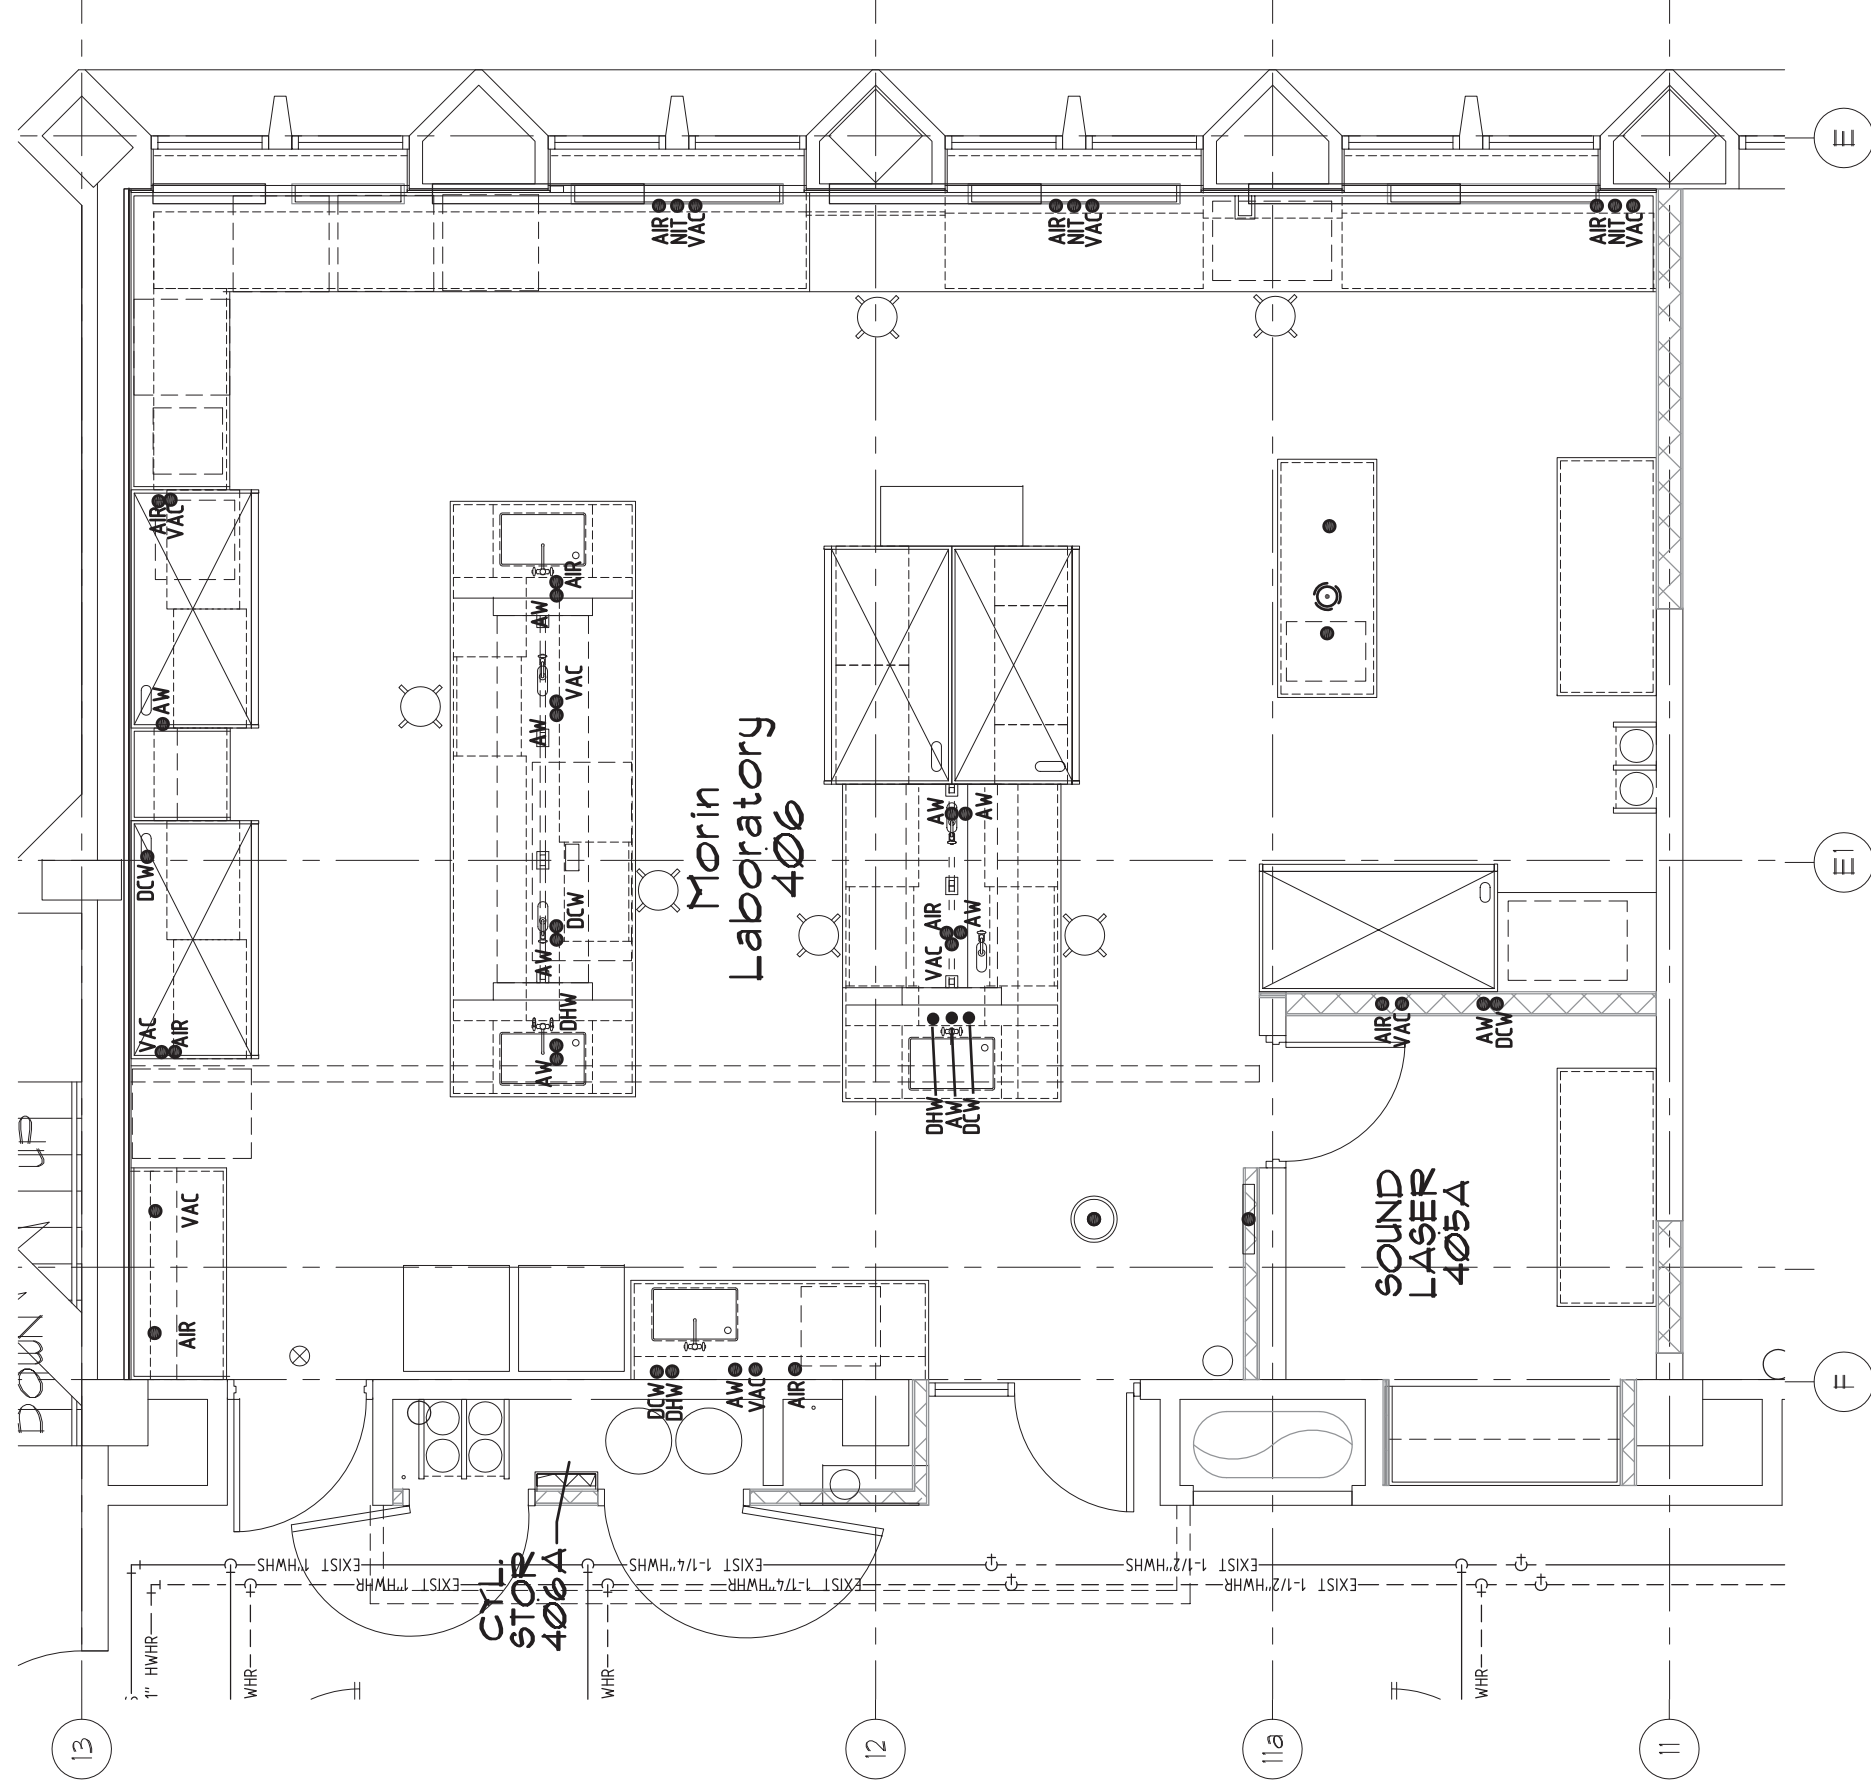 E
AIR
NIT
VAC
AIR
NIT
VAC
AIR
NIT
VAC
AIR
VAC
AIR
AW
AW
VAC
AW
Morin
Laboratory
406
AW
AW
E1
DCW
DCW
AW
AIR
AW
VAC
VAC
AIR
DHW
AW
AIR
VAC
AW
DCW
DHW
AW
DCW
UP
VAC
AIR
SOUND
LASER
405A
Down
DCW
DHW
AW
VAC
AIR
F
CYL.
STOR
406A
EXIST 1"HWHS
EXIST 1-1/4"HWHS
EXIST 1-1/2"HWHS
EXIST 1"HWHR
EXIST 1-1/4"HWHR
EXIST 1-1/2"HWHR
S
1" HWHR
WHR
WHR
WHR
13
12
11a
11